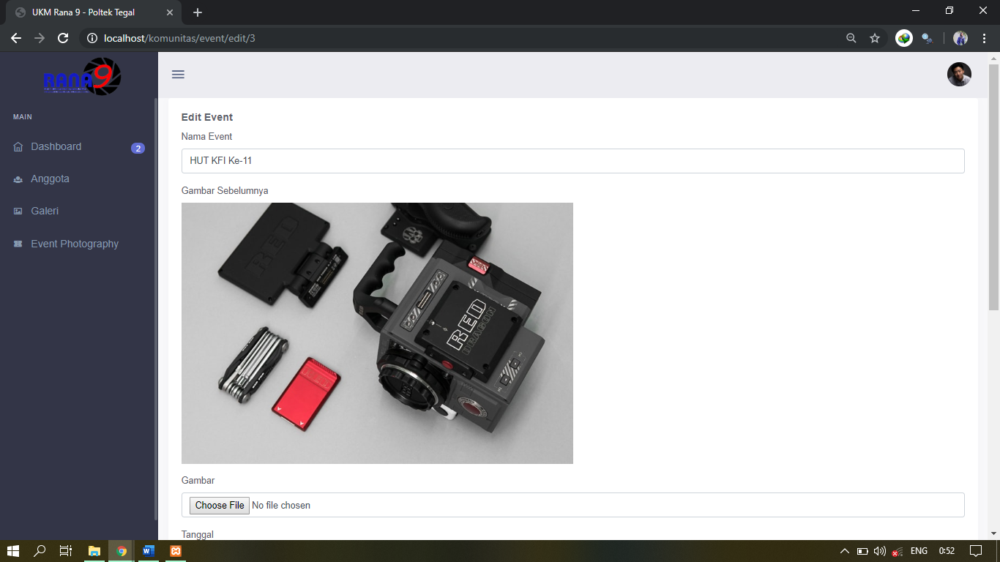 UKM Rana 9 - Poltek Tegal
localhost/komunitas/event/edit/3
RANA 9
MAIN
Dashboard 2
Anggota
Galeri
Event Photography
Edit Event
Nama Event
HUT KFI Ke-11
Gambar Sebelumnya
RED
RED
DRAGON
Gambar
Choose File No file chosen
Tanggal
ENG 0:52